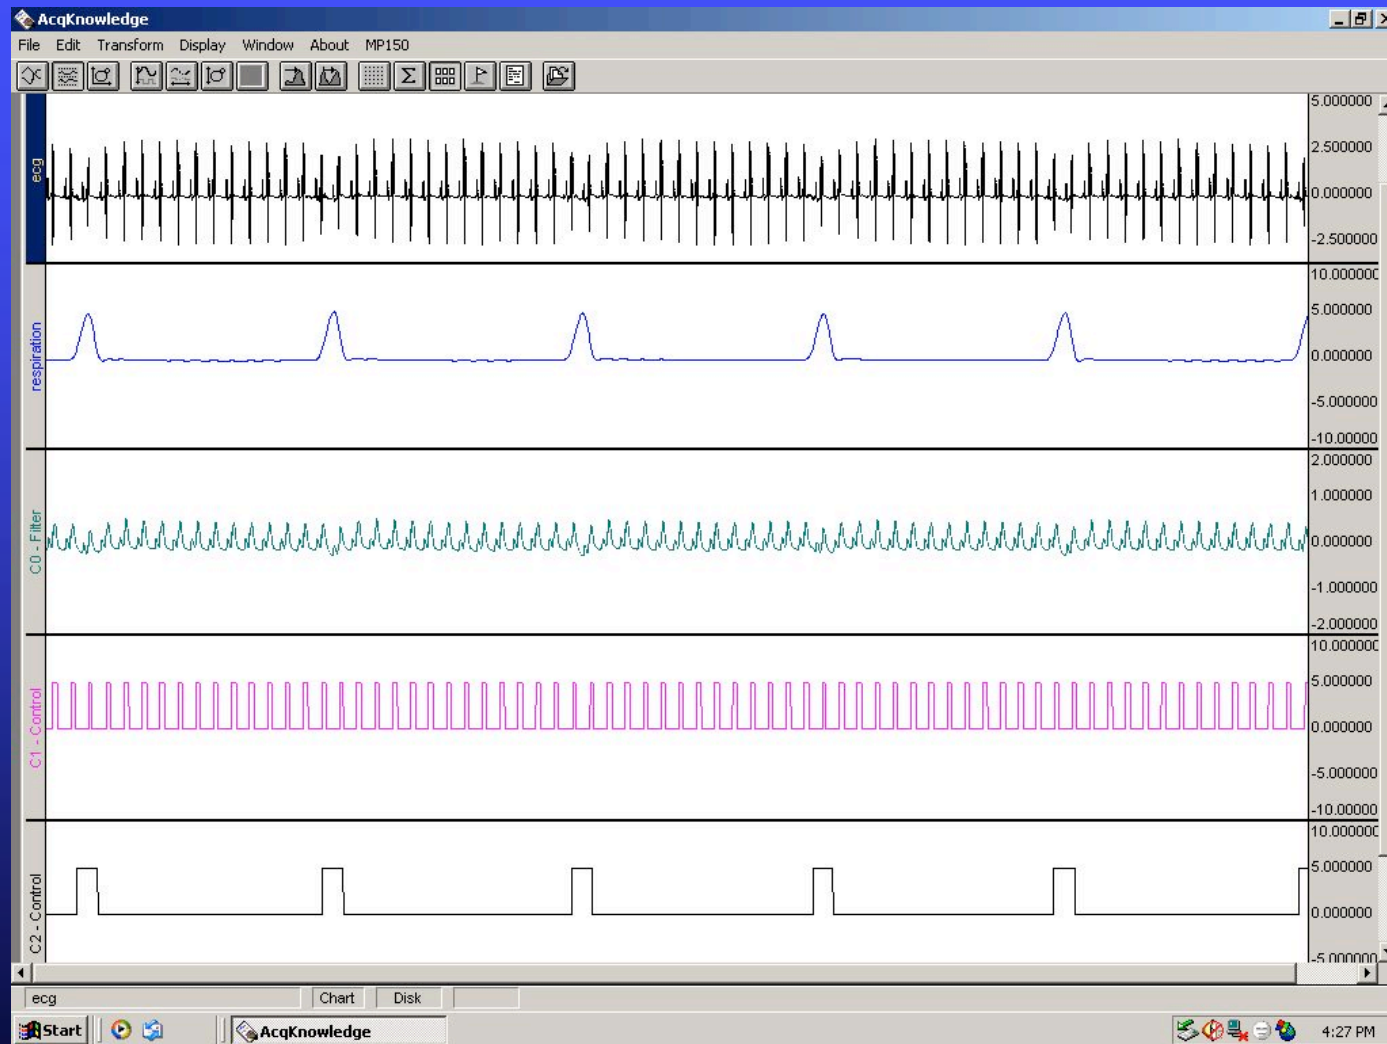 AcqKnowledge
File Edit Transform Display Window About MP150
ecg
5.000000
2.500000
0.000000
-2.500000
respiration
10.000000
5.000000
0.000000
-5.000000
-10.00000
C0 - Filter
2.000000
1.000000
0.000000
-1.000000
-2.000000
C1 - Control
10.000000
5.000000
0.000000
-5.000000
-10.00000
C2 - Control
10.000000
5.000000
0.000000
-5.000000
ecg Chart Disk
Start AcqKnowledge 4:27 PM